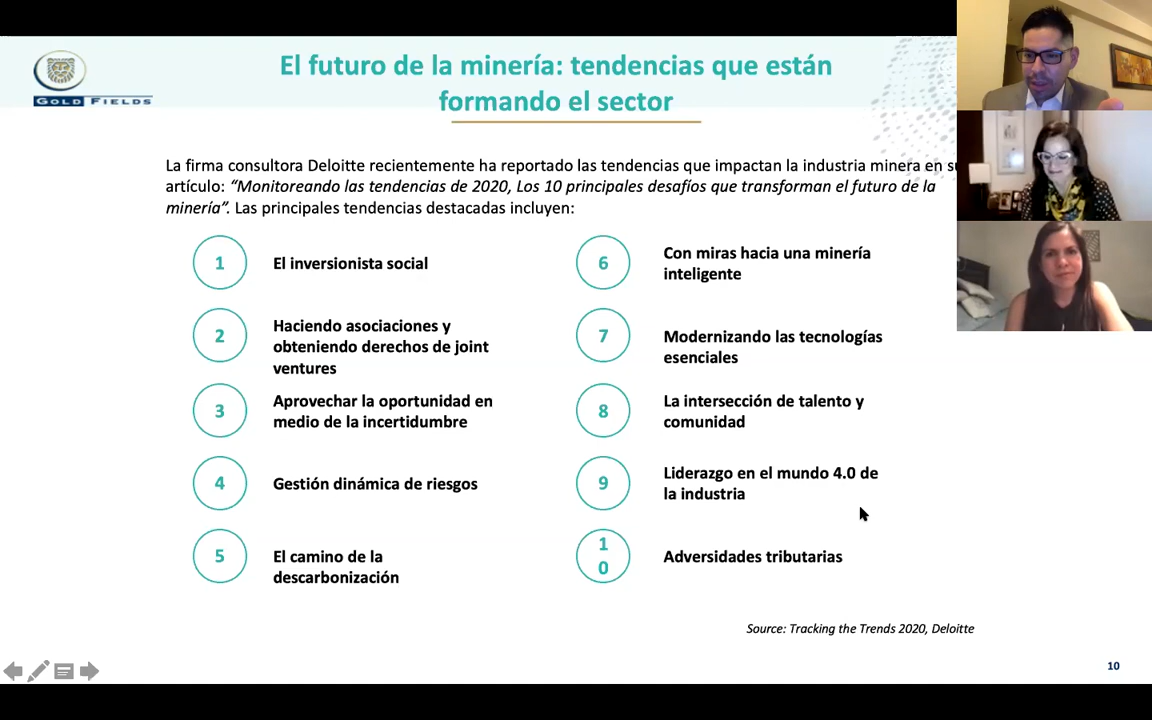 GOLD FIELDS
El futuro de la minería: tendencias que están
formando el sector
La firma consultora Deloitte recientemente ha reportado las tendencias que impactan la industria minera en su
artículo: “Monitoreando las tendencias de 2020, Los 10 principales desafíos que transforman el futuro de la
minería”. Las principales tendencias destacadas incluyen:
1
El inversionista social
2
Haciendo asociaciones y
obteniendo derechos de joint
ventures
3
Aprovechar la oportunidad en
medio de la incertidumbre
4
Gestión dinámica de riesgos
5
El camino de la
descarbonización
6
Con miras hacia una minería
inteligente
7
Modernizando las tecnologías
esenciales
8
La intersección de talento y
comunidad
9
Liderazgo en el mundo 4.0 de
la industria
1
0
Adversidades tributarias
Source: Tracking the Trends 2020, Deloitte
10